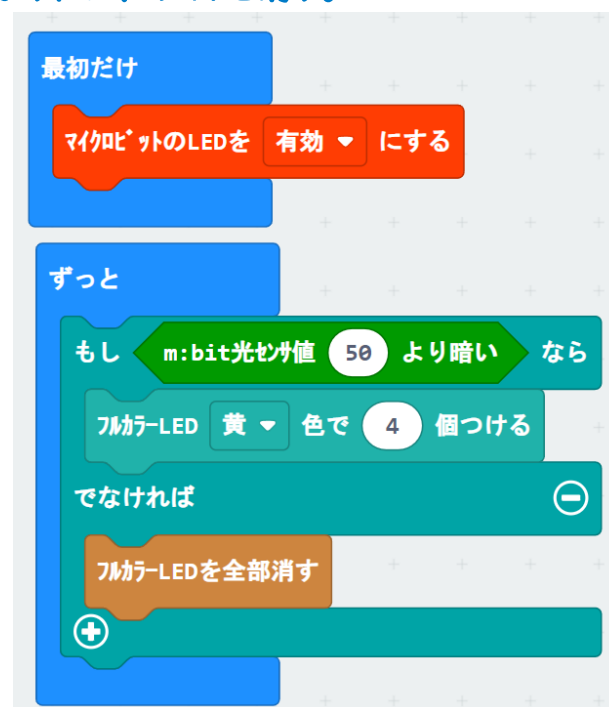 最初だけ
ﾏｲｸﾛﾋﾞｯﾄのLEDを 有効 にする
ずっと
もし m:bit光ｾﾝｻ値 50 より暗い なら
ﾌﾙｶﾗｰLED 黄 色で 4 個つける
でなければ
ﾌﾙｶﾗｰLEDを全部消す